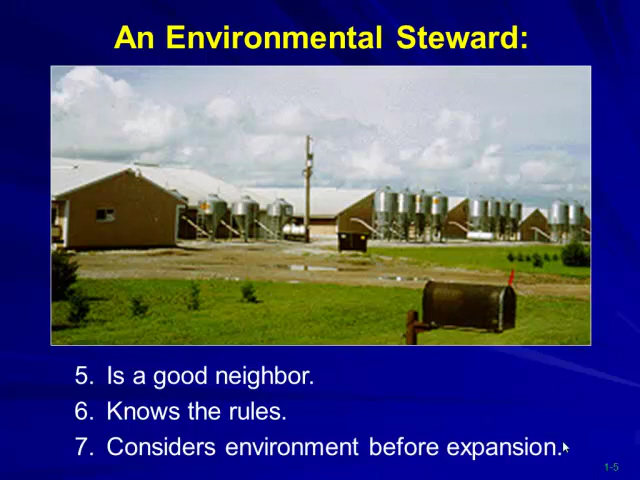 An Environmental Steward:
5. Is a good neighbor.
6. Knows the rules.
7. Considers environment before expansion.
1-5